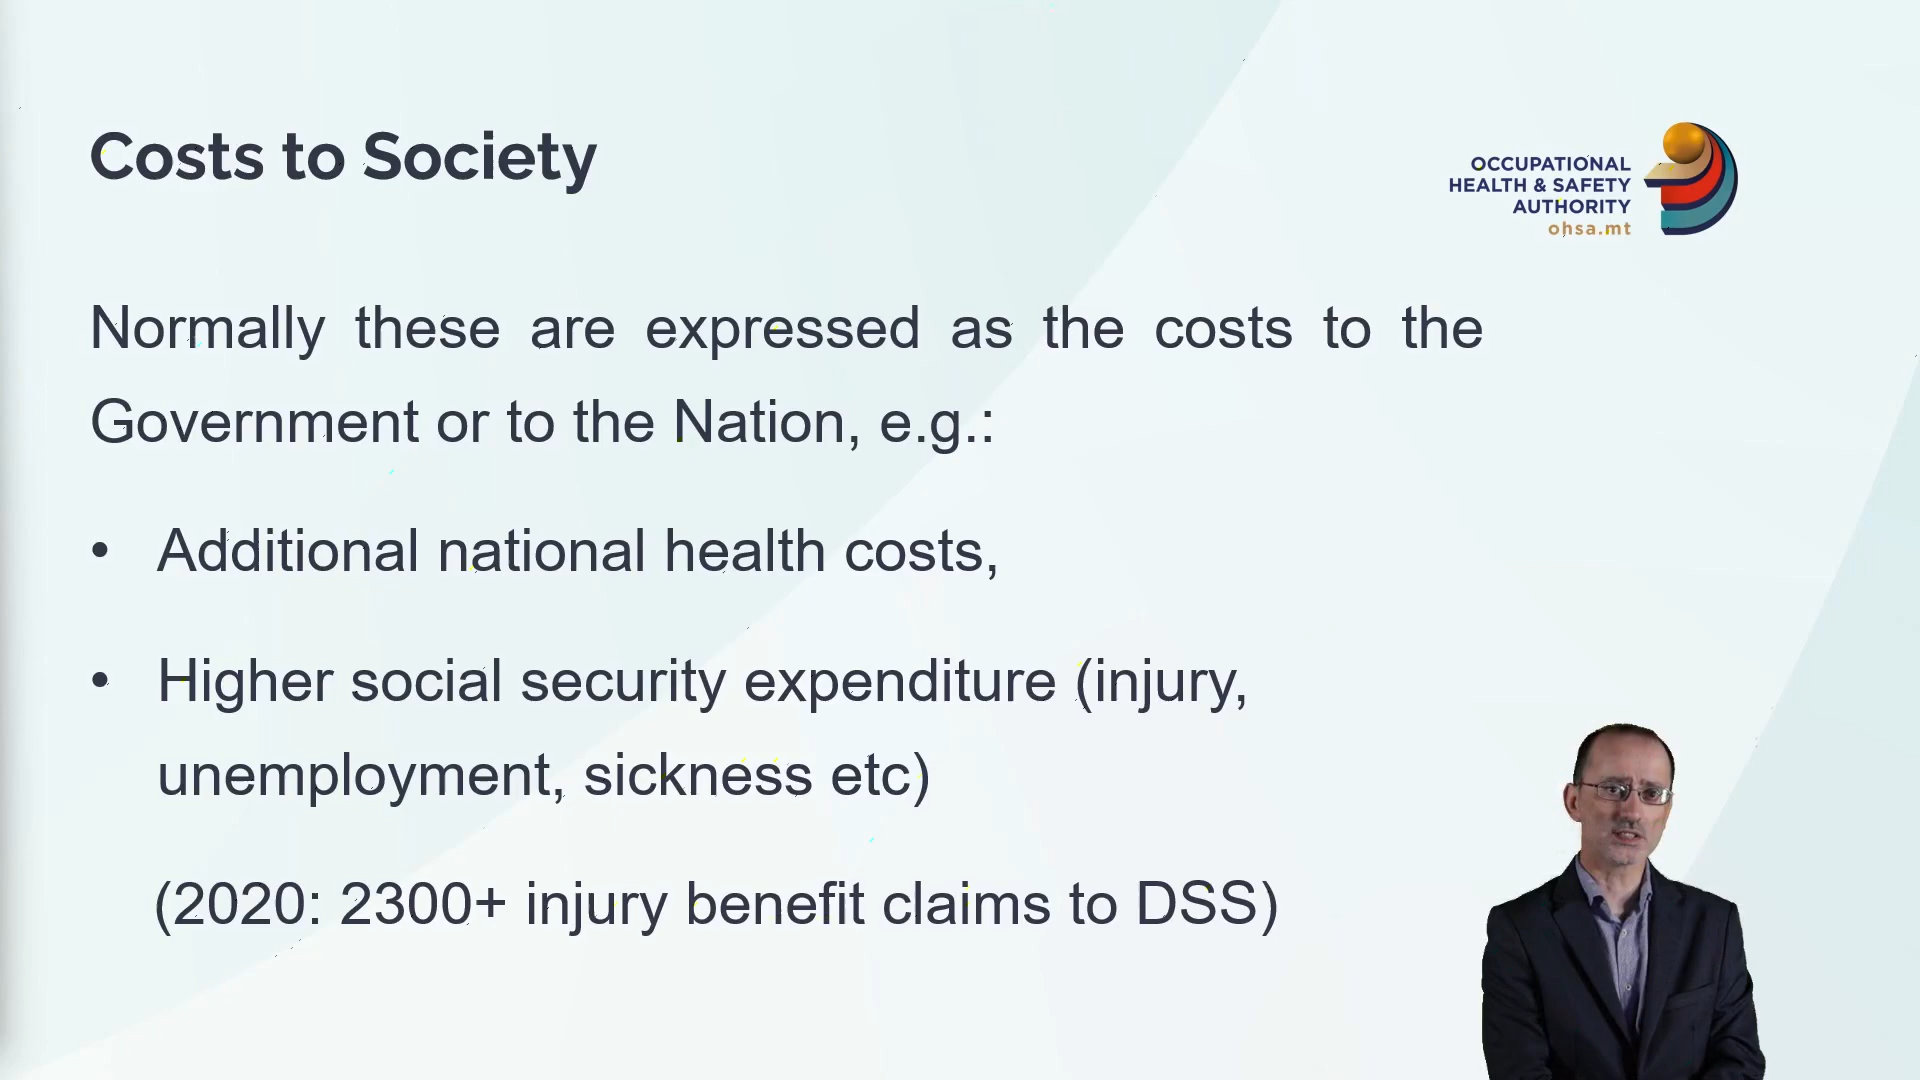 Costs to Society
OCCUPATIONAL
HEALTH & SAFETY
AUTHORITY
ohsa.mt
Normally these are expressed as the costs to the
Government or to the Nation, e.g.:
• Additional national health costs,
• Higher social security expenditure (injury,
unemployment, sickness etc)
(2020: 2300+ injury benefit claims to DSS)